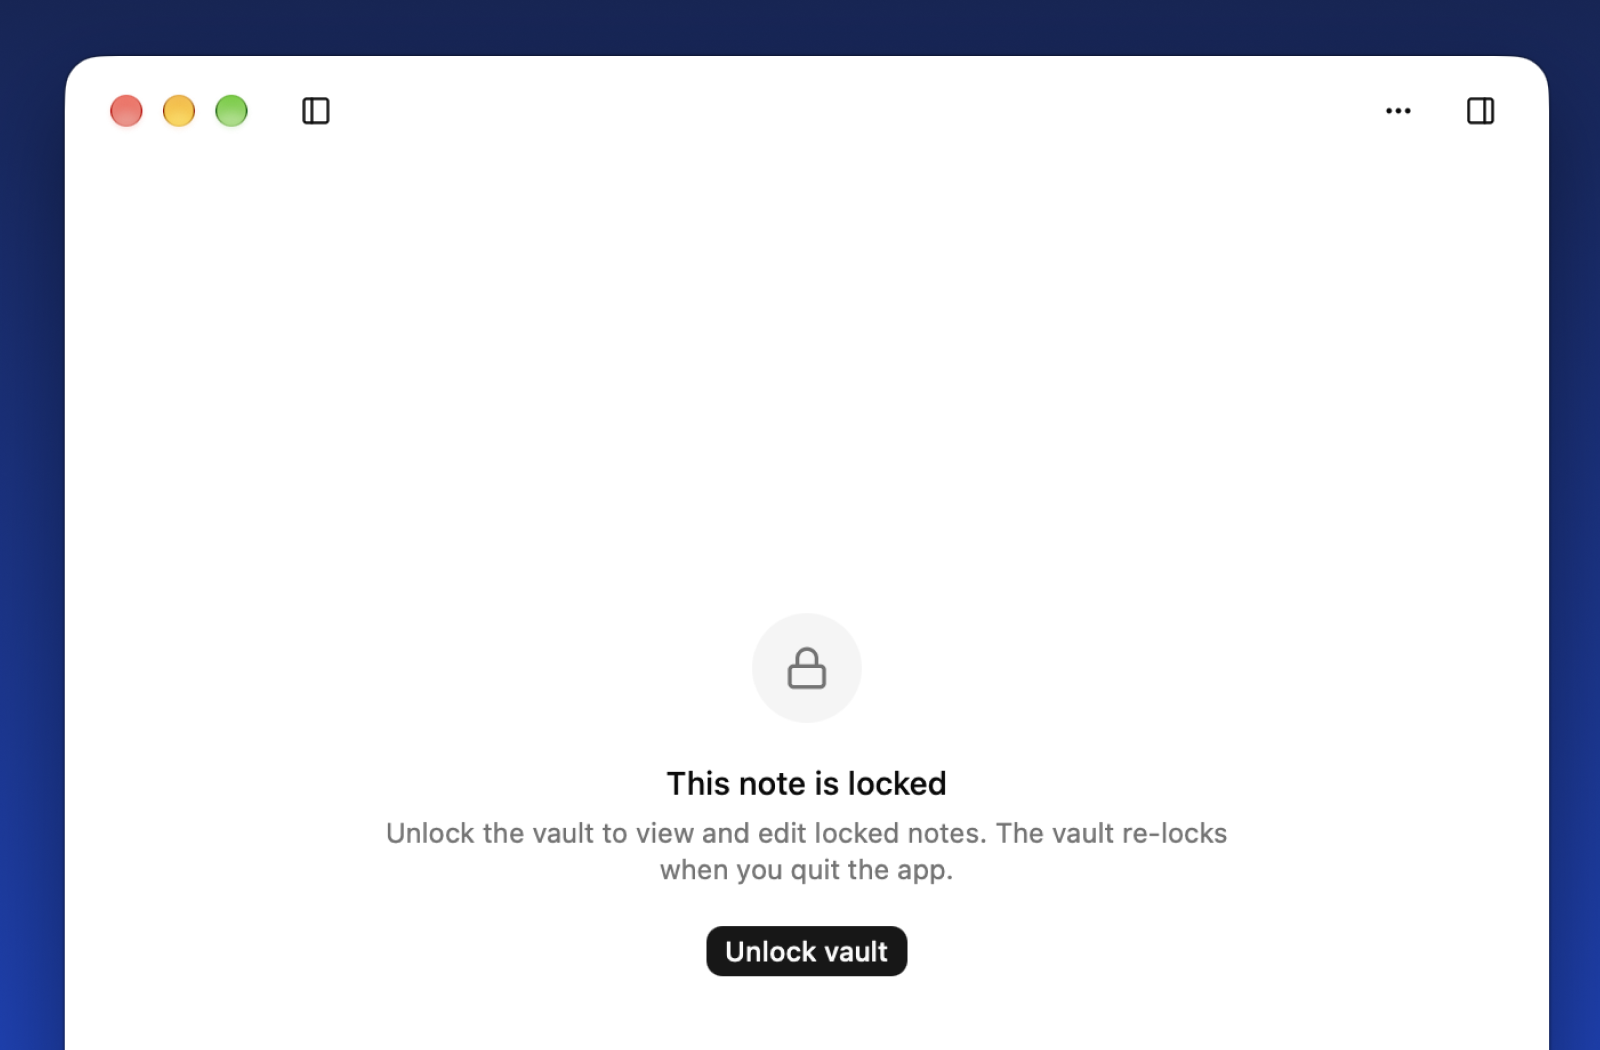 This note is locked
Unlock the vault to view and edit locked notes. The vault re-locks
when you quit the app.
Unlock vault